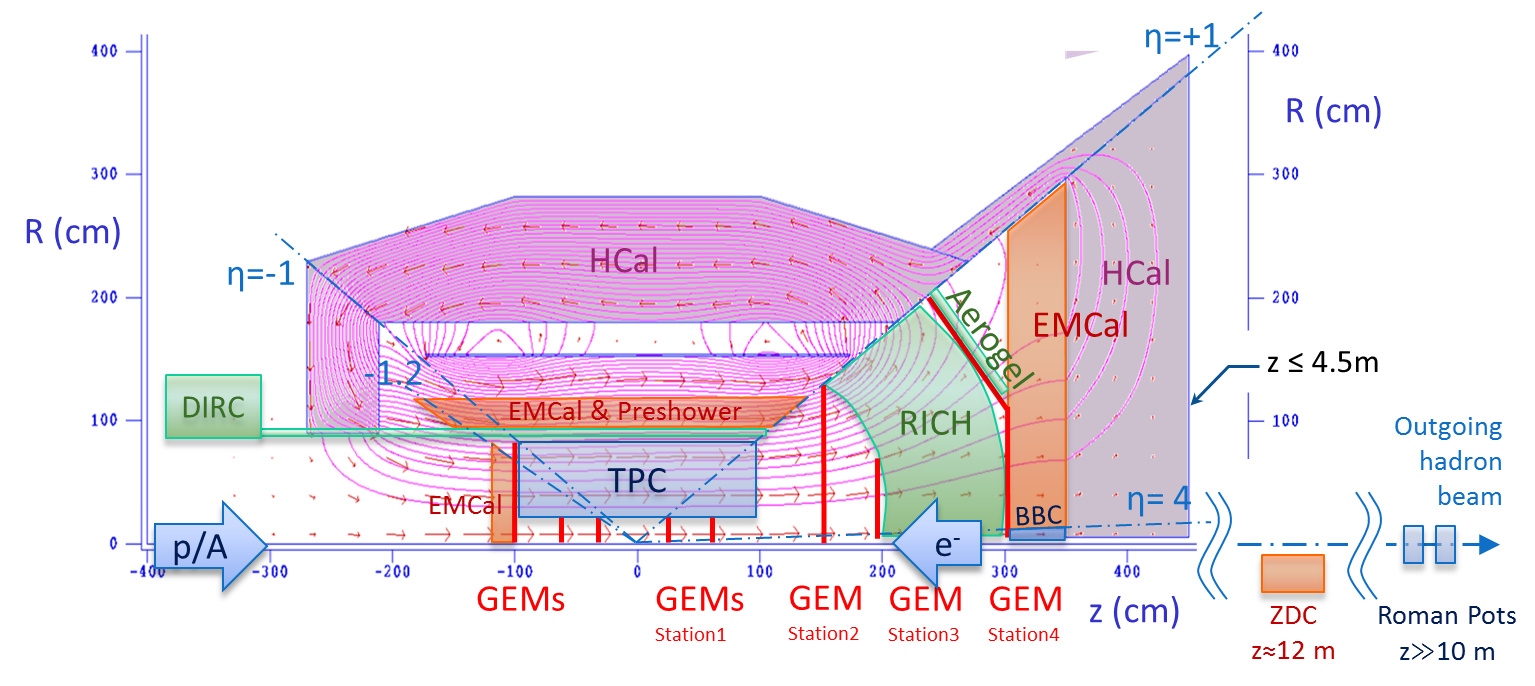 η=+1
400
400
R (cm)
300
300
R (cm)
HCal
η=-1
HCal
200
200
Aerogel
EMCal
z ≤ 4.5m
-1.2
DIRC
EMCal & Preshower
RICH
100
100
Outgoing
hadron
beam
TPC
EMCal
η= 4
BBC
0
p/A
e-
-400
-300
-200
-100
0
100
200
300
400
GEMs
GEMs
GEM
GEM
GEM
z (cm)
Station1
Station2
Station3
Station4
ZDC
z≈12 m
Roman Pots
z≫10 m